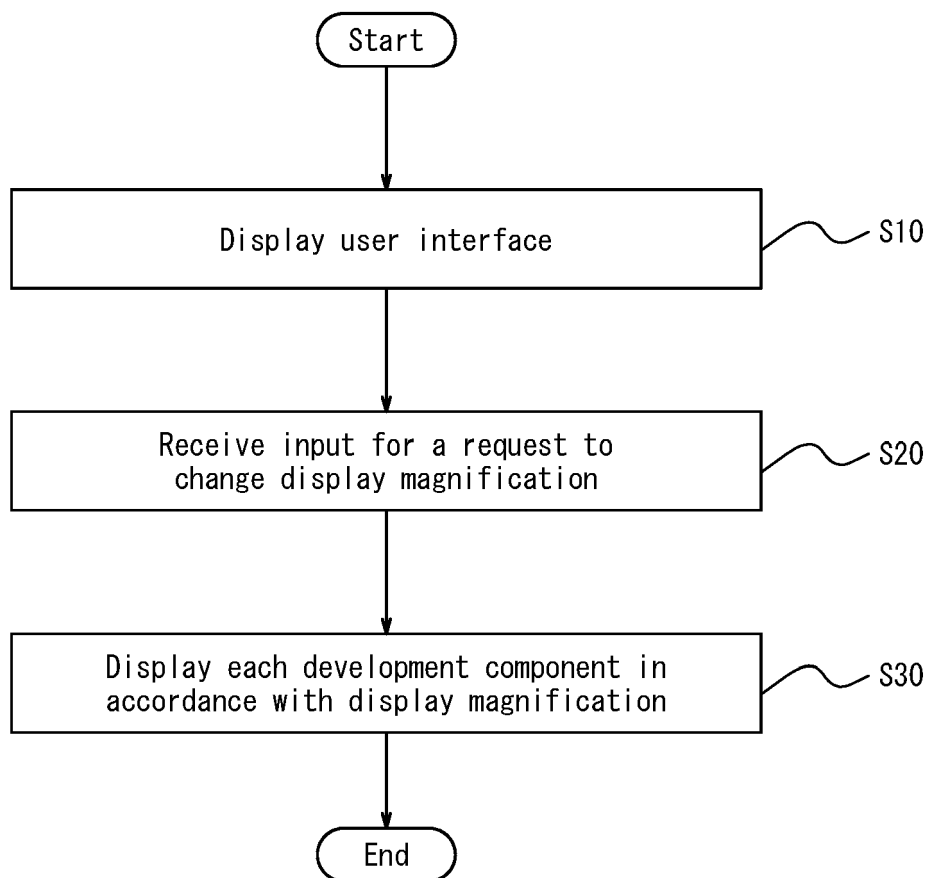 Start
Display user interface
S10
Receive input for a request to
change display magnification
S20
Display each development component in
accordance with display magnification
S30
End